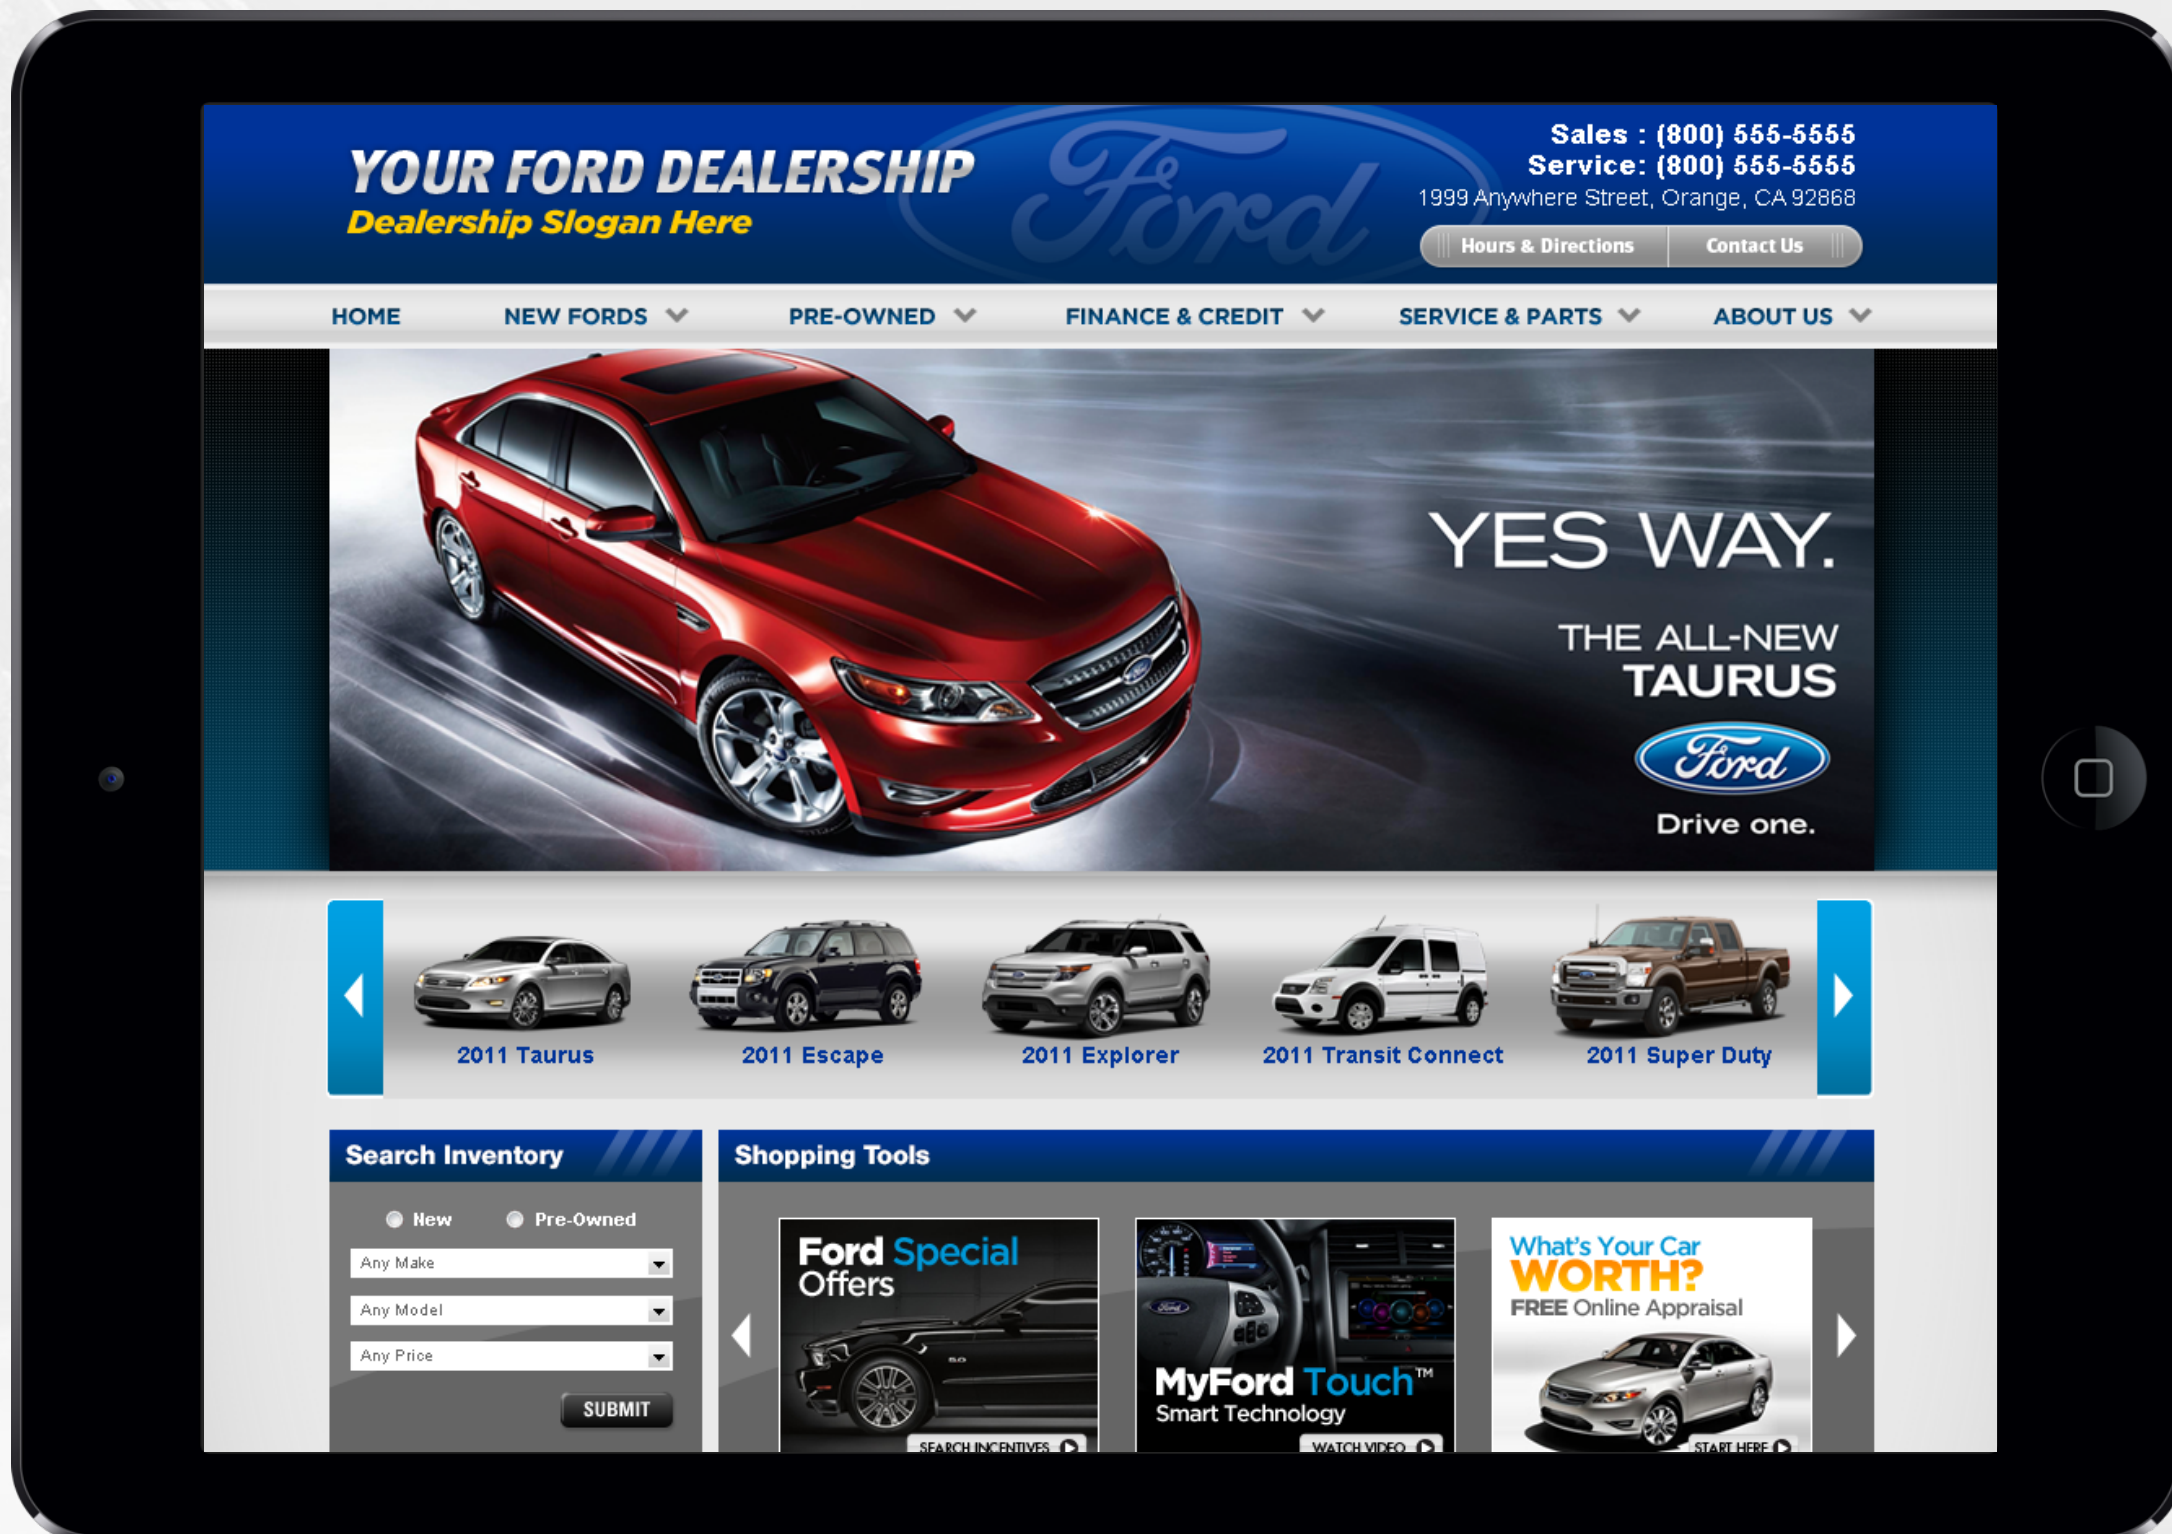 YOUR FORD DEALERSHIP
Dealership Slogan Here
Ford
Sales : (800) 555-5555
Service: (800) 555-5555
1999 Anywhere Street, Orange, CA 92868
Hours & Directions
Contact Us
HOME
NEW FORDS
PRE-OWNED
FINANCE & CREDIT
SERVICE & PARTS
ABOUT US
YES WAY.
THE ALL-NEW
TAURUS
Ford
Drive one.
2011 Taurus
2011 Escape
2011 Explorer
2011 Transit Connect
2011 Super Duty
Search Inventory
New
Pre-Owned
Any Make
Any Model
Any Price
SUBMIT
Shopping Tools
Ford Special
Offers
5.0
SEARCH INCENTIVES
Ford
MyFord Touch™
Smart Technology
WATCH VIDEO
What's Your Car
WORTH?
FREE Online Appraisal
START HERE